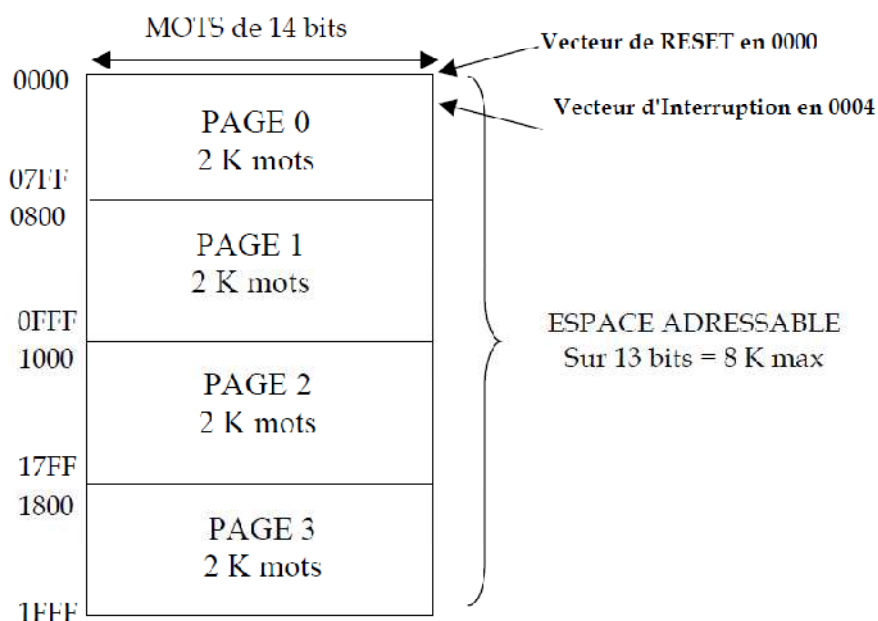 MOTS de 14 bits
Vecteur de RESET en 0000
0000
Vecteur d'Interruption en 0004
PAGE 0
2 K mots
07FF
0800
PAGE 1
2 K mots
0FFF
1000
ESPACE ADRESSABLE
Sur 13 bits = 8 K max
PAGE 2
2 K mots
17FF
1800
PAGE 3
2 K mots
1FFF